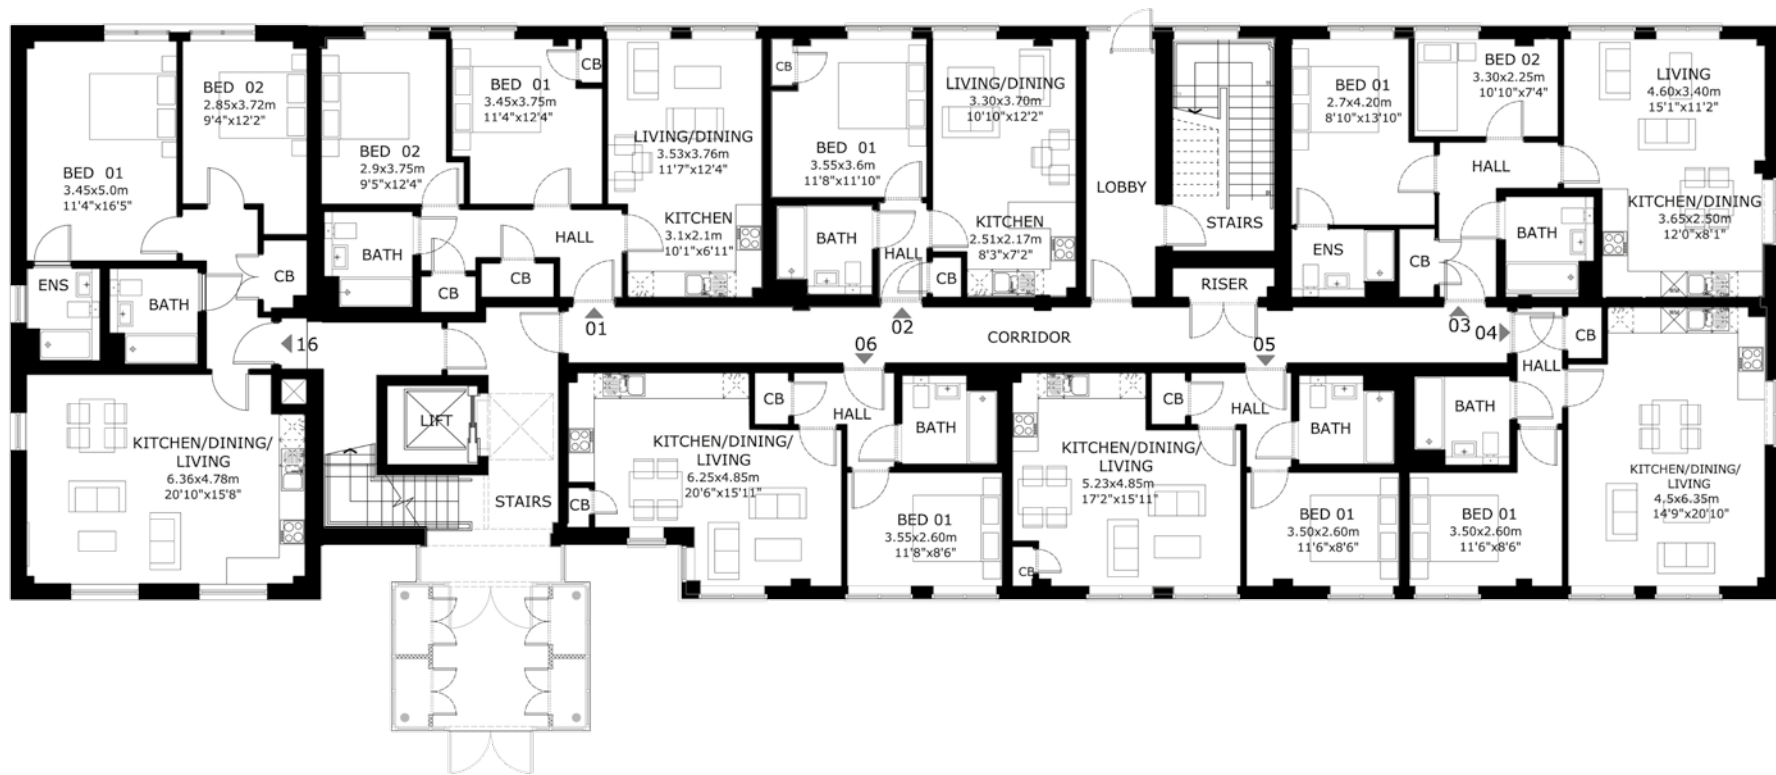 BED 01
3.45x5.0m
11'4"x16'5"
BED 02
2.85x3.72m
9'4"x12'2"
ENS
BATH
CB
16
KITCHEN/DINING/
LIVING
6.36x4.78m
20'10"x15'8"
BED 02
2.9x3.75m
9'5"x12'4"
BED 01
3.45x3.75m
11'4"x12'4"
CB
LIVING/DINING
3.53x3.76m
11'7"x12'4"
KITCHEN
3.1x2.1m
10'1"x6'11"
BATH
HALL
CB
CB
01
CB
BED 01
3.55x3.6m
11'8"x11'10"
LIVING/DINING
3.30x3.70m
10'10"x12'2"
KITCHEN
2.51x2.17m
8'3"x7'2"
BATH
HALL
CB
02
LOBBY
STAIRS
RISER
CORRIDOR
BED 01
2.7x4.20m
8'10"x13'10"
BED 02
3.30x2.25m
10'10"x7'4"
LIVING
4.60x3.40m
15'1"x11'2"
HALL
KITCHEN/DINING
3.65x2.50m
12'0"x8'1"
ENS
CB
BATH
03
04
CB
HALL
BATH
KITCHEN/DINING/
LIVING
4.5x6.35m
14'9"x20'10"
BED 01
3.50x2.60m
11'6"x8'6"
LIFT
STAIRS
06
CB
HALL
BATH
KITCHEN/DINING/
LIVING
6.25x4.85m
20'6"x15'11"
CB
BED 01
3.55x2.60m
11'8"x8'6"
05
CB
HALL
BATH
KITCHEN/DINING/
LIVING
5.23x4.85m
17'2"x15'11"
CB
BED 01
3.50x2.60m
11'6"x8'6"